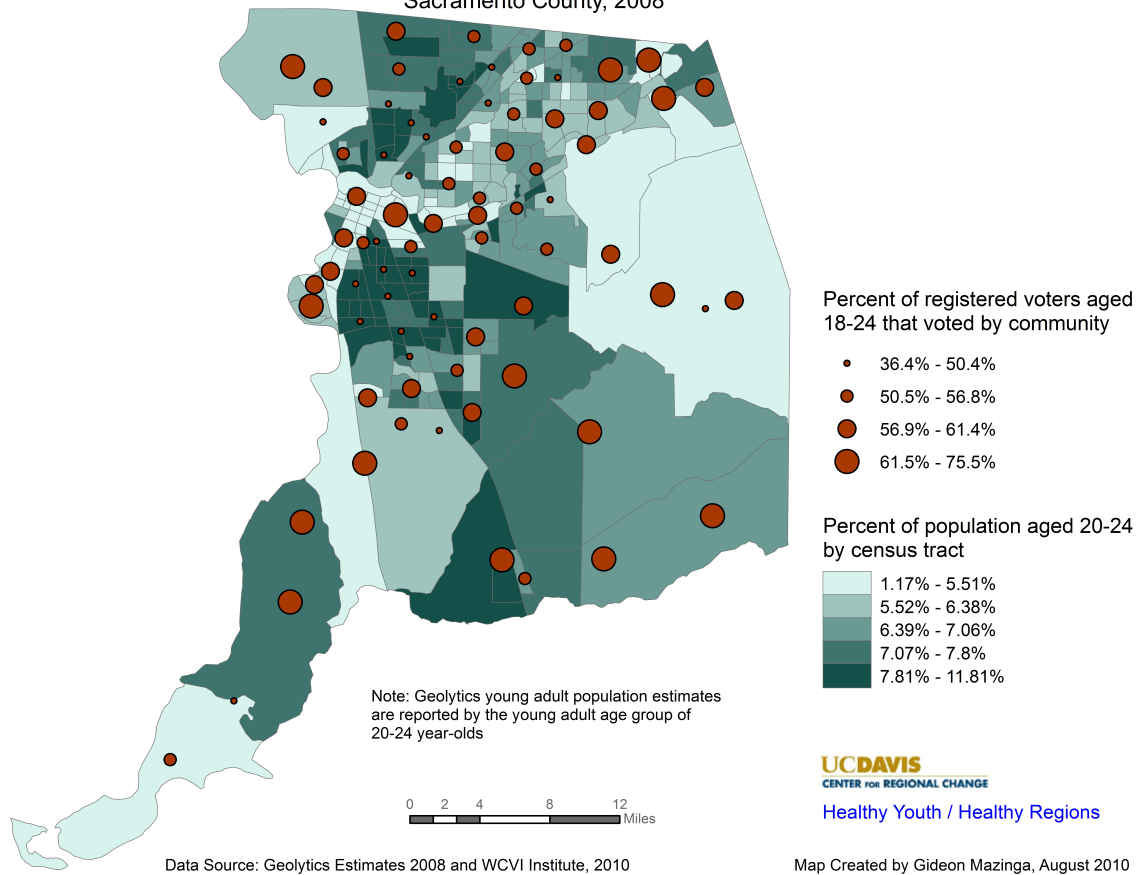 Sacramento County, 2008
Percent of registered voters aged
18-24 that voted by community
36.4% - 50.4%
50.5% - 56.8%
56.9% - 61.4%
61.5% - 75.5%
Percent of population aged 20-24
by census tract
1.17% - 5.51%
5.52% - 6.38%
6.39% - 7.06%
7.07% - 7.8%
7.81% - 11.81%
Note: Geolytics young adult population estimates
are reported by the young adult age group of
20-24 year-olds
0 2 4 8 12
Miles
UCDAVIS
CENTER FOR REGIONAL CHANGE
Healthy Youth / Healthy Regions
Data Source: Geolytics Estimates 2008 and WCVI Institute, 2010
Map Created by Gideon Mazinga, August 2010